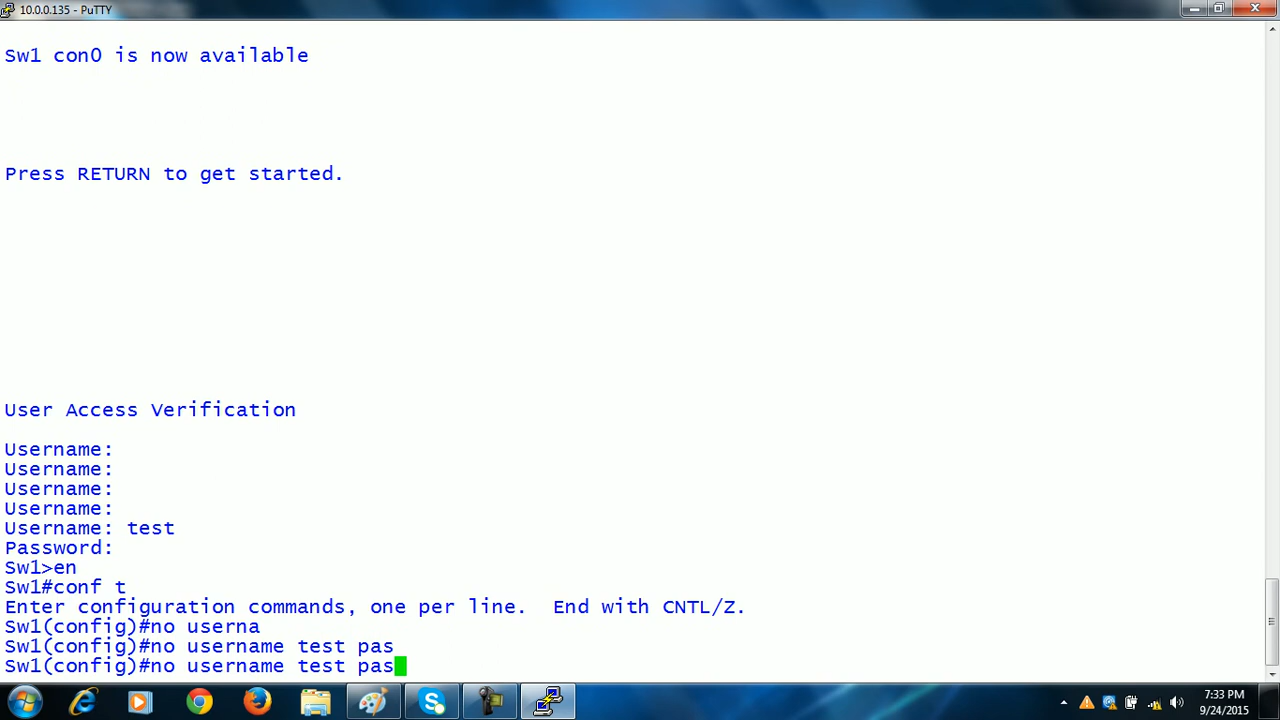 10.0.0.135 - PuTTY
Sw1 con0 is now available
Press RETURN to get started.
User Access Verification
Username:
Username:
Username:
Username:
Username: test
Password:
Sw1>en
Sw1#conf t
Enter configuration commands, one per line.  End with CNTL/Z.
Sw1(config)#no userna
Sw1(config)#no username test pas
Sw1(config)#no username test pas
7:33 PM
9/24/2015